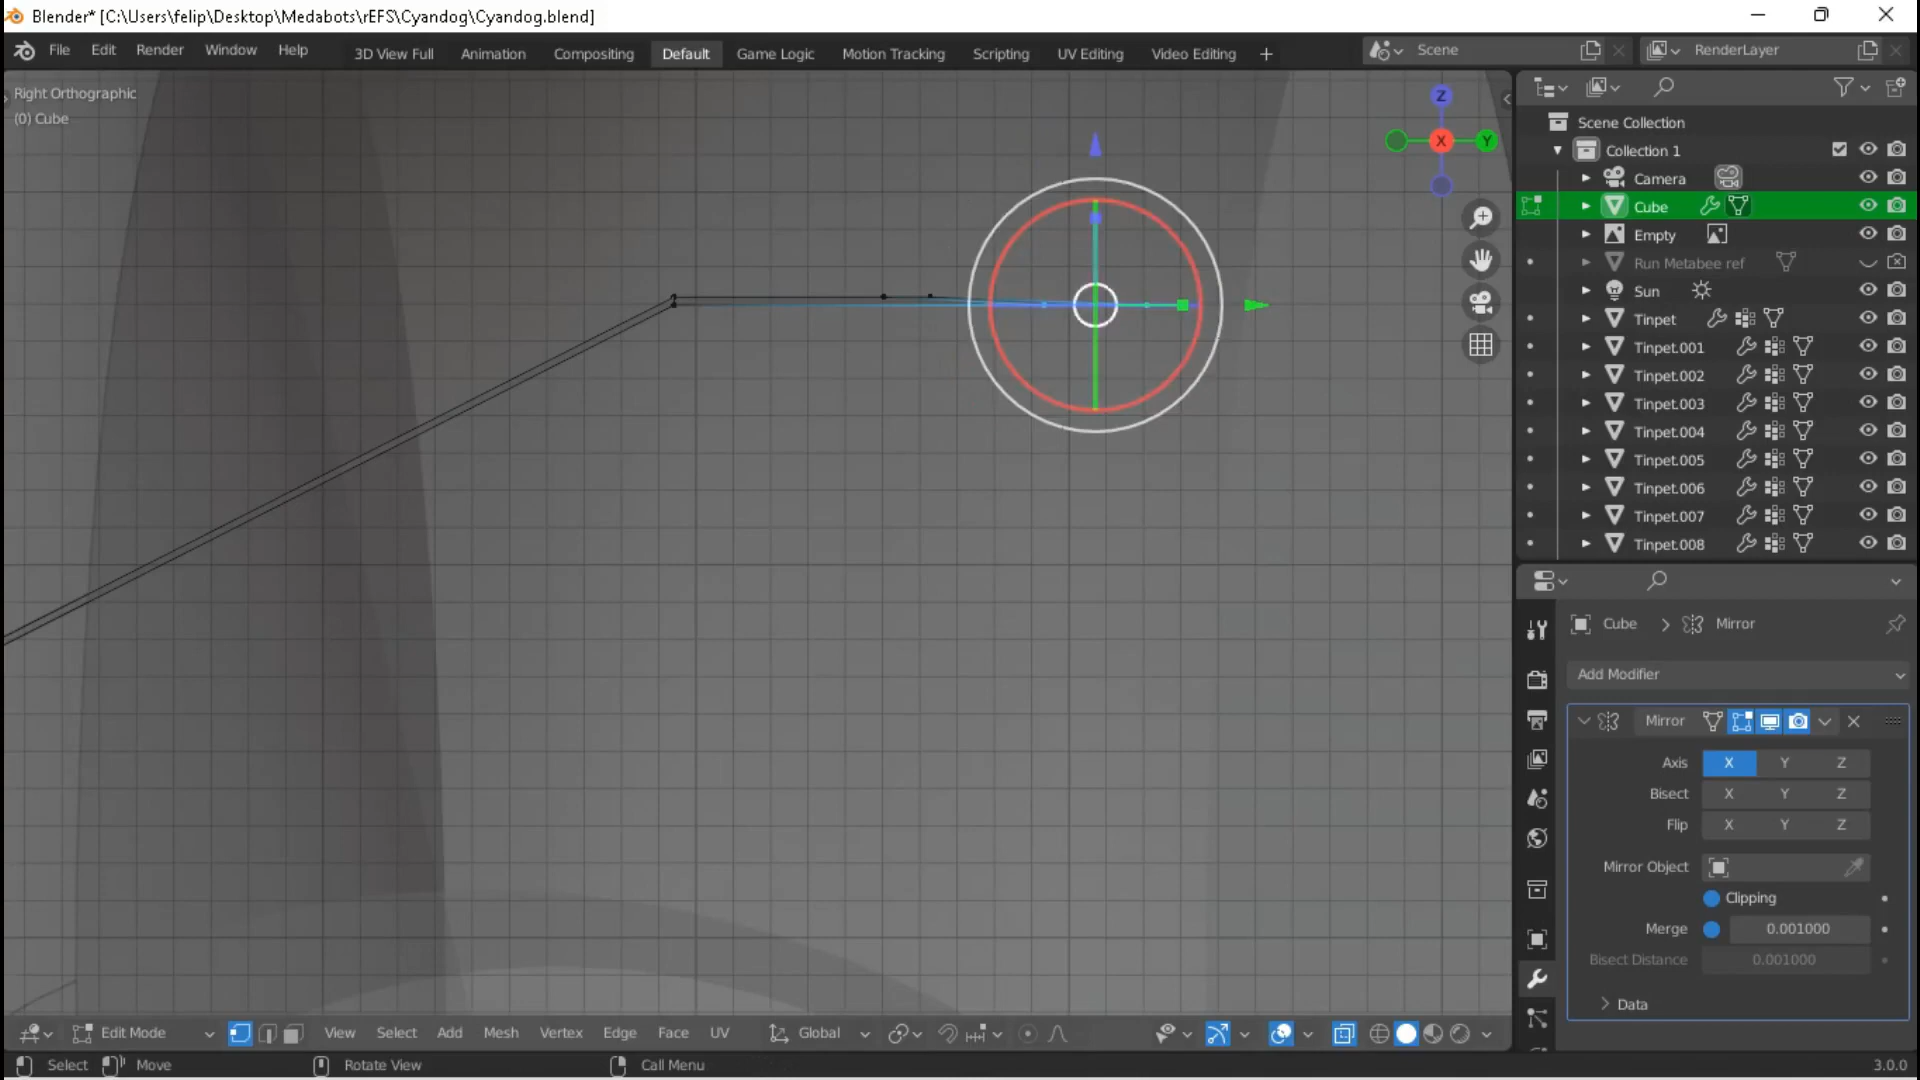 Blender* [C:\Users\felip\Desktop\Medabots\rEFS\Cyandog\Cyandog.blend]
File Edit Render Window Help 3D View Full Animation Compositing Default Game Logic Motion Tracking Scripting UV Editing Video Editing + Scene RenderLayer
Right Orthographic
(0) Cube
Z
X
Y
Scene Collection
Collection 1
Camera
Cube
Empty
Run Metabee ref
Sun
Tinpet
Tinpet.001
Tinpet.002
Tinpet.003
Tinpet.004
Tinpet.005
Tinpet.006
Tinpet.007
Tinpet.008
Cube > Mirror
Add Modifier
Mirror
Axis X Y Z
Bisect X Y Z
Flip X Y Z
Mirror Object
Clipping
Merge 0.001000
Bisect Distance 0.001000
Data
Edit Mode View Select Add Mesh Vertex Edge Face UV Global
Select Move Rotate View Call Menu 3.0.0